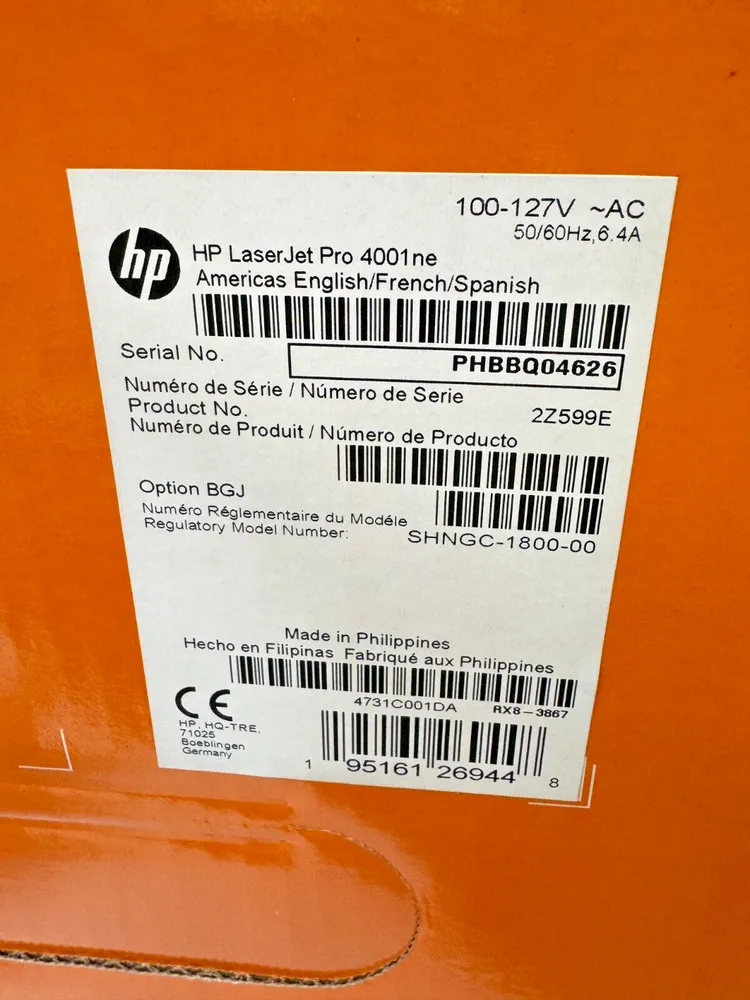 100-127V ~AC
50/60Hz,6.4A
hp
HP LaserJet Pro 4001ne
Americas English/French/Spanish
Serial No.
PHBBQ04626
Numéro de Série / Número de Serie
Product No.
2Z599E
Numéro de Produit / Número de Producto
Option BGJ
Numéro Réglementaire du Modéle
Regulatory Model Number:
SHNGC-1800-00
Made in Philippines
Hecho en Filipinas Fabriqué aux Philippines
4731C001DA RX8-3867
CE
HP, HQ-TRE.
71025
Boeblingen
Germany
1 95161 26944 8